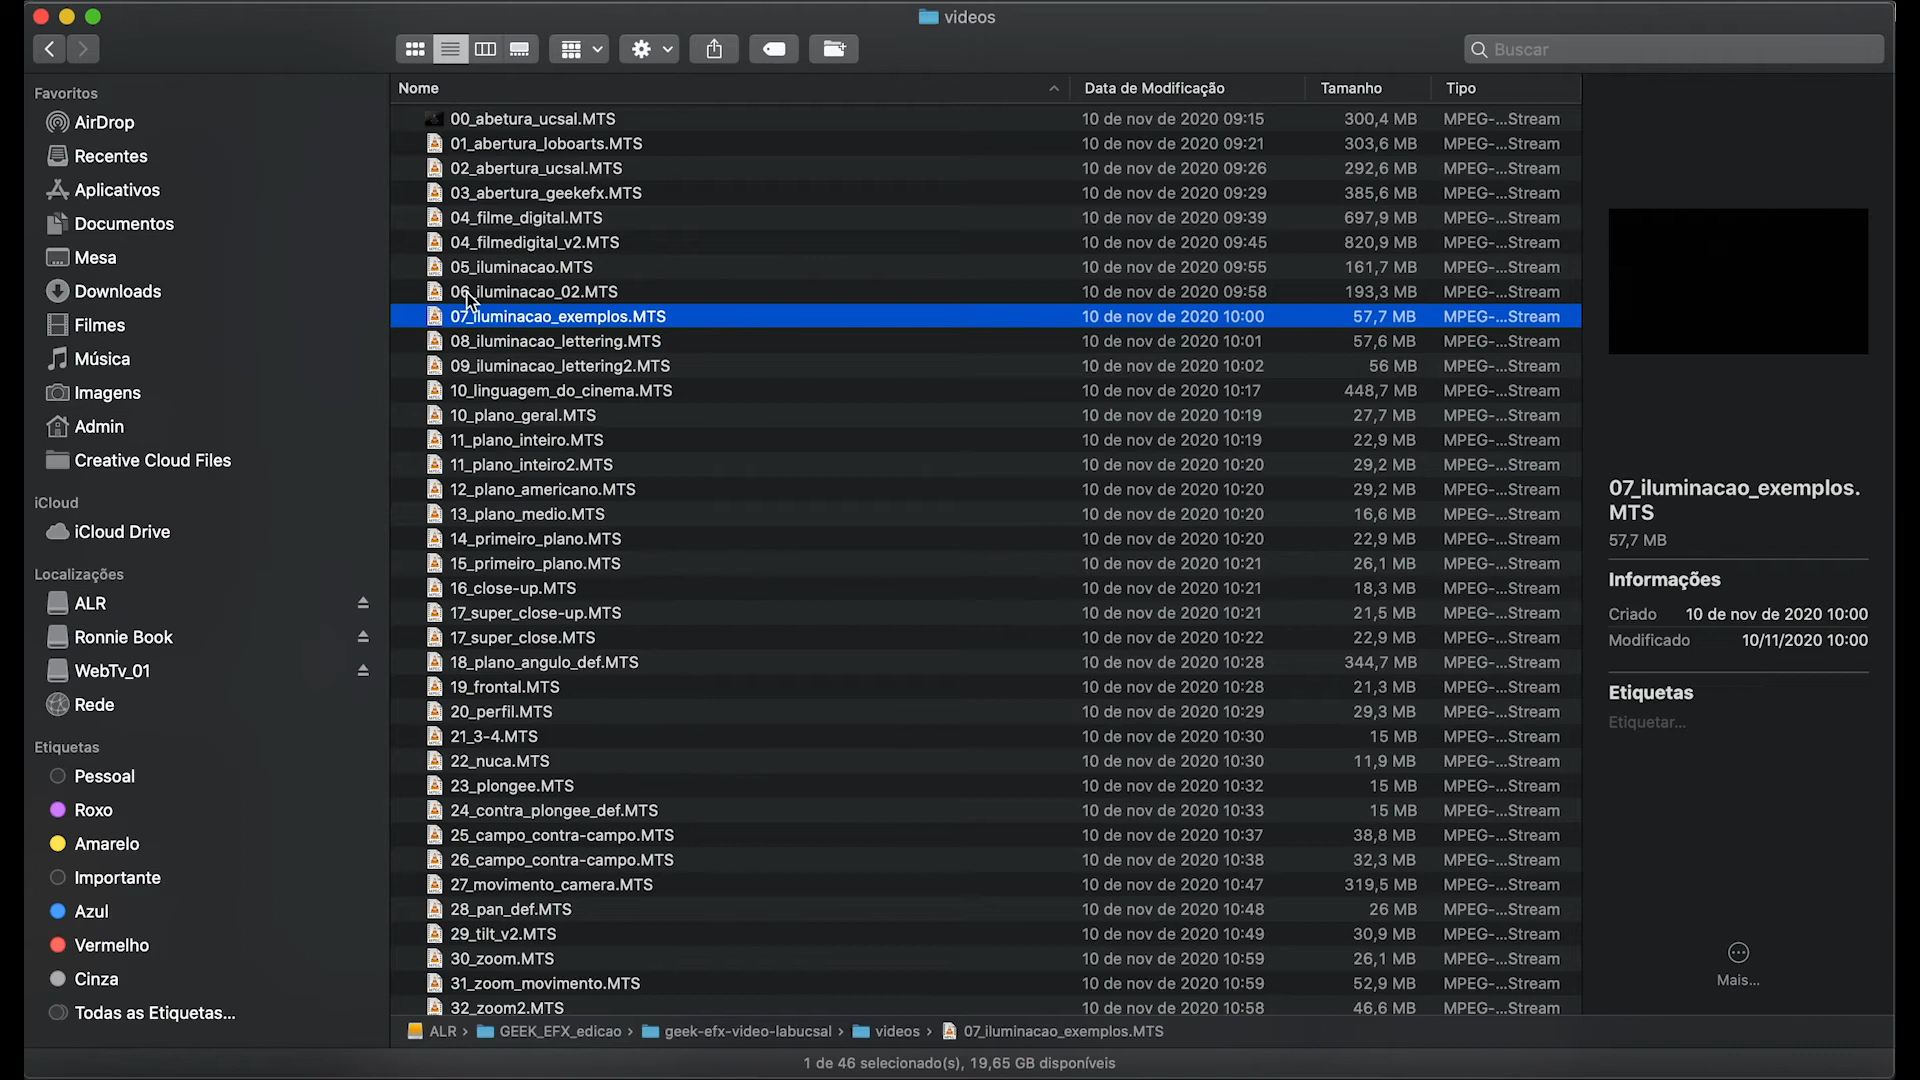 videos
Buscar
Favoritos
AirDrop
Recentes
Aplicativos
Documentos
Mesa
Downloads
Filmes
Música
Imagens
Admin
Creative Cloud Files
iCloud
iCloud Drive
Localizações
ALR
Ronnie Book
WebTv_01
Rede
Etiquetas
Pessoal
Roxo
Amarelo
Importante
Azul
Vermelho
Cinza
Todas as Etiquetas...
Nome Data de Modificação Tamanho Tipo
00_abetura_ucsal.MTS 10 de nov de 2020 09:15 300,4 MB MPEG-...Stream
01_abertura_loboarts.MTS 10 de nov de 2020 09:21 303,6 MB MPEG-...Stream
02_abertura_ucsal.MTS 10 de nov de 2020 09:26 292,6 MB MPEG-...Stream
03_abertura_geekefx.MTS 10 de nov de 2020 09:29 385,6 MB MPEG-...Stream
04_filme_digital.MTS 10 de nov de 2020 09:39 697,9 MB MPEG-...Stream
04_filmedigital_v2.MTS 10 de nov de 2020 09:45 820,9 MB MPEG-...Stream
05_iluminacao.MTS 10 de nov de 2020 09:55 161,7 MB MPEG-...Stream
06_iluminacao_02.MTS 10 de nov de 2020 09:58 193,3 MB MPEG-...Stream
07_iluminacao_exemplos.MTS 10 de nov de 2020 10:00 57,7 MB MPEG-...Stream
08_iluminacao_lettering.MTS 10 de nov de 2020 10:01 57,6 MB MPEG-...Stream
09_iluminacao_lettering2.MTS 10 de nov de 2020 10:02 56 MB MPEG-...Stream
10_linguagem_do_cinema.MTS 10 de nov de 2020 10:17 448,7 MB MPEG-...Stream
10_plano_geral.MTS 10 de nov de 2020 10:19 27,7 MB MPEG-...Stream
11_plano_inteiro.MTS 10 de nov de 2020 10:19 22,9 MB MPEG-...Stream
11_plano_inteiro2.MTS 10 de nov de 2020 10:20 29,2 MB MPEG-...Stream
12_plano_americano.MTS 10 de nov de 2020 10:20 29,2 MB MPEG-...Stream
13_plano_medio.MTS 10 de nov de 2020 10:20 16,6 MB MPEG-...Stream
14_primeiro_plano.MTS 10 de nov de 2020 10:20 22,9 MB MPEG-...Stream
15_primeiro_plano.MTS 10 de nov de 2020 10:21 26,1 MB MPEG-...Stream
16_close-up.MTS 10 de nov de 2020 10:21 18,3 MB MPEG-...Stream
17_super_close-up.MTS 10 de nov de 2020 10:21 21,5 MB MPEG-...Stream
17_super_close.MTS 10 de nov de 2020 10:22 22,9 MB MPEG-...Stream
18_plano_angulo_def.MTS 10 de nov de 2020 10:28 344,7 MB MPEG-...Stream
19_frontal.MTS 10 de nov de 2020 10:28 21,3 MB MPEG-...Stream
20_perfil.MTS 10 de nov de 2020 10:29 29,3 MB MPEG-...Stream
21_3-4.MTS 10 de nov de 2020 10:30 15 MB MPEG-...Stream
22_nuca.MTS 10 de nov de 2020 10:30 11,9 MB MPEG-...Stream
23_plongee.MTS 10 de nov de 2020 10:32 15 MB MPEG-...Stream
24_contra_plongee_def.MTS 10 de nov de 2020 10:33 15 MB MPEG-...Stream
25_campo_contra-campo.MTS 10 de nov de 2020 10:37 38,8 MB MPEG-...Stream
26_campo_contra-campo.MTS 10 de nov de 2020 10:38 32,3 MB MPEG-...Stream
27_movimento_camera.MTS 10 de nov de 2020 10:47 319,5 MB MPEG-...Stream
28_pan_def.MTS 10 de nov de 2020 10:48 26 MB MPEG-...Stream
29_tilt_v2.MTS 10 de nov de 2020 10:49 30,9 MB MPEG-...Stream
30_zoom.MTS 10 de nov de 2020 10:59 26,1 MB MPEG-...Stream
31_zoom_movimento.MTS 10 de nov de 2020 10:59 52,9 MB MPEG-...Stream
32_zoom2.MTS 10 de nov de 2020 10:58 46,6 MB MPEG-...Stream
07_iluminacao_exemplos.
MTS
57,7 MB
Informações
Criado 10 de nov de 2020 10:00
Modificado 10/11/2020 10:00
Etiquetas
Etiquetar...
Mais...
ALR › GEEK_EFX_edicao › geek-efx-video-labucsal › videos › 07_iluminacao_exemplos.MTS
1 de 46 selecionado(s), 19,65 GB disponíveis